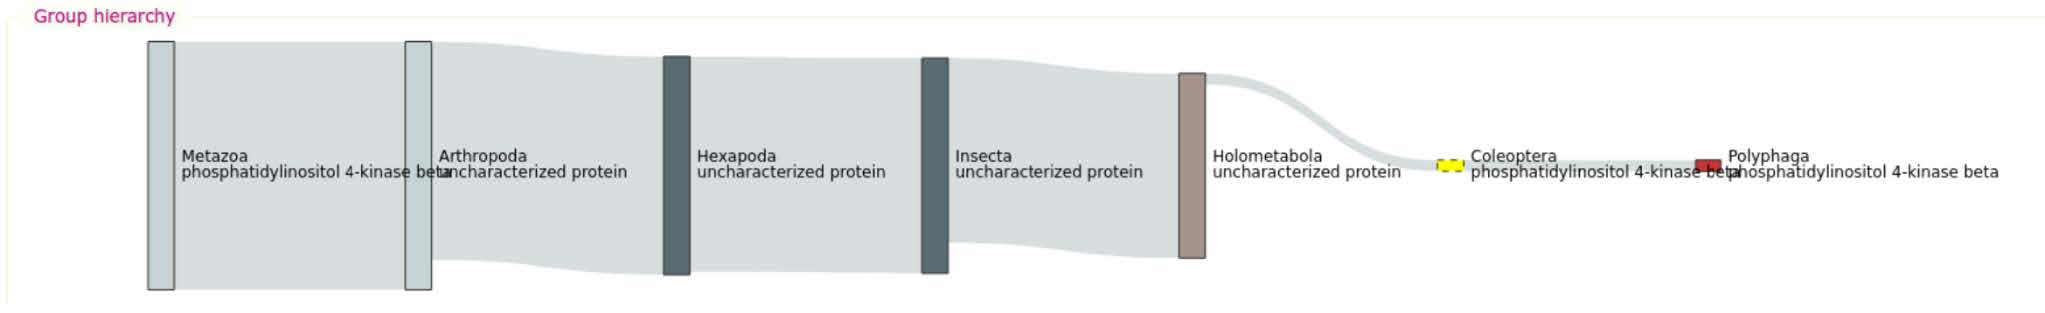 Group hierarchy
Metazoa
phosphatidylinositol 4-kinase beta
Arthropoda
uncharacterized protein
Hexapoda
uncharacterized protein
Insecta
uncharacterized protein
Holometabola
uncharacterized protein
Coleoptera
phosphatidylinositol 4-kinase beta
Polyphaga
phosphatidylinositol 4-kinase beta